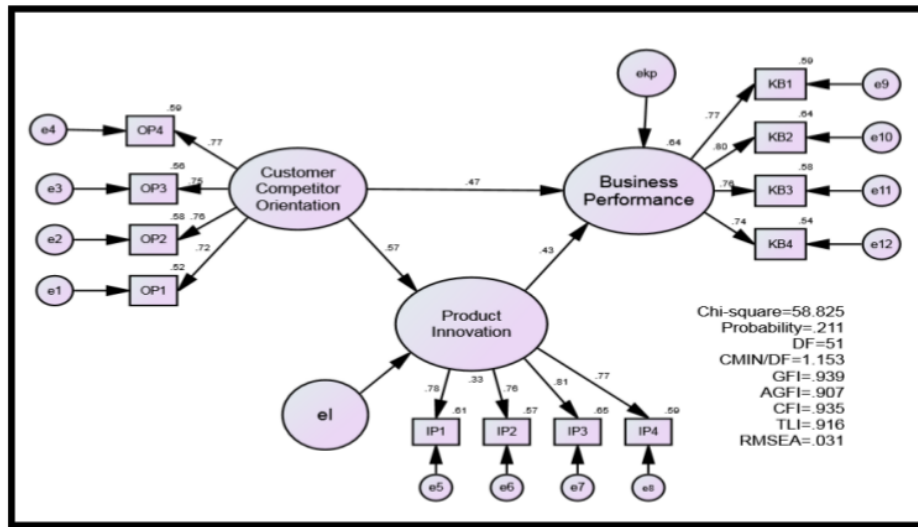 ekp
.59
KB1
e9
.77
.59
e4
OP4
.77
.64
.64
KB2
e10
.80
Customer
Competitor
Orientation
Business
Performance
.56
e3
OP3
.75
.47
.58
.76
KB3
e11
.58
.76
e2
OP2
.74
.54
KB4
e12
.72
.52
e1
OP1
.57
.43
Product
Innovation
eI
.33
.78
.76
.81
.77
.61
IP1
.57
IP2
.65
IP3
.59
IP4
e5
e6
e7
e8
Chi-square=58.825
Probability=.211
DF=51
CMIN/DF=1.153
GFI=.939
AGFI=.907
CFI=.935
TLI=.916
RMSEA=.031